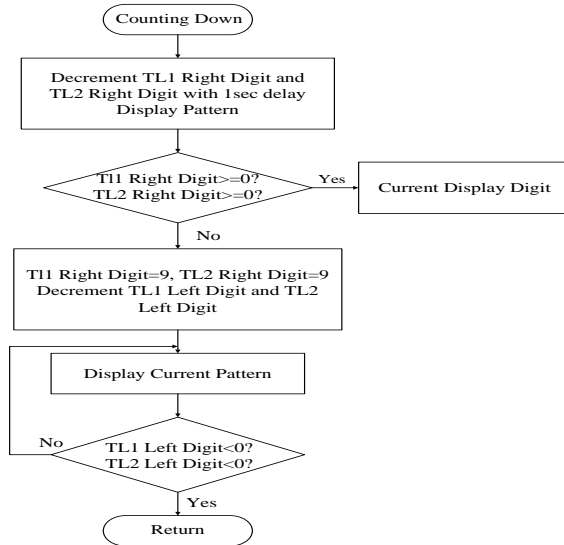 Counting Down
Decrement TL1 Right Digit and
TL2 Right Digit with 1sec delay
Display Pattern
Tl1 Right Digit>=0?
TL2 Right Digit>=0?
Yes
Current Display Digit
No
Tl1 Right Digit=9, TL2 Right Digit=9
Decrement TL1 Left Digit and TL2
Left Digit
Display Current Pattern
No
TL1 Left Digit<0?
TL2 Left Digit<0?
Yes
Return